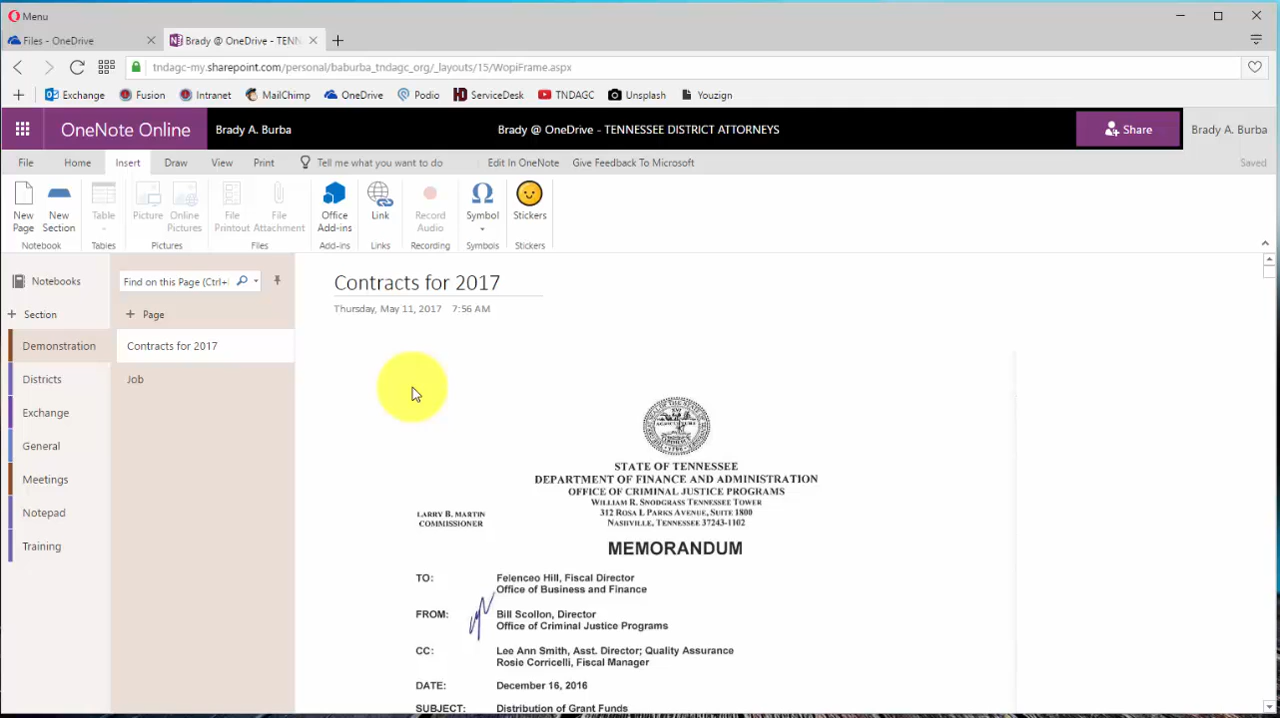 Menu
Files - OneDrive
Brady @ OneDrive - TENN
tndagc-my.sharepoint.com/personal/baburba_tndagc_org/_layouts/15/WopiFrame.aspx
Exchange Fusion Intranet MailChimp OneDrive Podio ServiceDesk TNDAGC Unsplash Youzign
OneNote Online Brady A. Burba Brady @ OneDrive - TENNESSEE DISTRICT ATTORNEYS Share Brady A. Burba
File Home Insert Draw View Print Tell me what you want to do Edit In OneNote Give Feedback To Microsoft Saved
New Page New Section Table Picture Online Pictures File Printout File Attachment Office Add-ins Link Record Audio Symbol Stickers
Notebook Tables Pictures Files Add-ins Links Recording Symbols Stickers
Notebooks
Find on this Page (Ctrl+
Section
Page
Demonstration
Districts
Exchange
General
Meetings
Notepad
Training
Contracts for 2017
Job
Contracts for 2017
Thursday, May 11, 2017 7:56 AM
STATE OF TENNESSEE
DEPARTMENT OF FINANCE AND ADMINISTRATION
OFFICE OF CRIMINAL JUSTICE PROGRAMS
WILLIAM R. SNODGRASS TENNESSEE TOWER
312 ROSA L PARKS AVENUE, SUITE 1800
NASHVILLE, TENNESSEE 37243-1102
LARRY B. MARTIN
COMMISSIONER
MEMORANDUM
TO: Felenceo Hill, Fiscal Director
Office of Business and Finance
FROM: Bill Scollon, Director
Office of Criminal Justice Programs
CC: Lee Ann Smith, Asst. Director; Quality Assurance
Rosie Corricelli, Fiscal Manager
DATE: December 16, 2016
SUBJECT: Distribution of Grant Funds